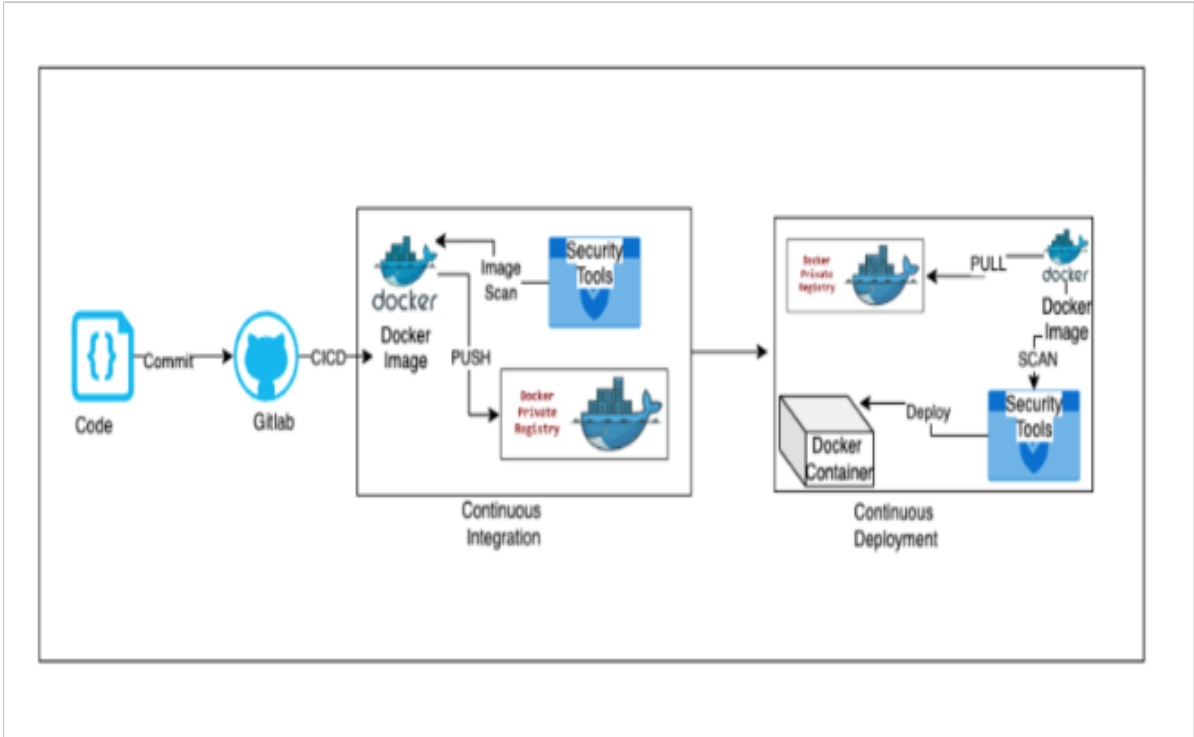 Code
Commit
Gitlab
CICD
docker
Docker
Image
Image
Scan
Security
Tools
PUSH
Docker
Private
Registry
Continuous
Integration
Docker
Private
Registry
PULL
docker
Docker
Image
SCAN
Security
Tools
Deploy
Docker
Container
Continuous
Deployment